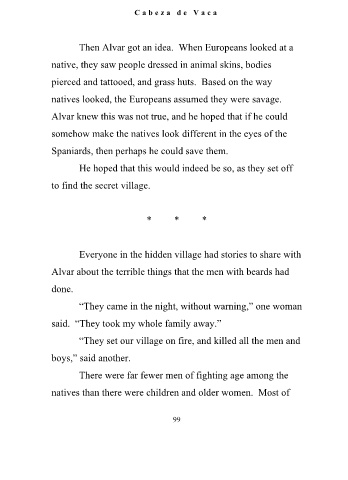 Cabeza de Vaca
Then Alvar got an idea. When Europeans looked at a
native, they saw people dressed in animal skins, bodies
pierced and tattooed, and grass huts. Based on the way
natives looked, the Europeans assumed they were savage.
Alvar knew this was not true, and he hoped that if he could
somehow make the natives look different in the eyes of the
Spaniards, then perhaps he could save them.
He hoped that this would indeed be so, as they set off
to find the secret village.
* * *
Everyone in the hidden village had stories to share with
Alvar about the terrible things that the men with beards had
done.
“They came in the night, without warning,” one woman
said. “They took my whole family away.”
“They set our village on fire, and killed all the men and
boys,” said another.
There were far fewer men of fighting age among the
natives than there were children and older women. Most of
99